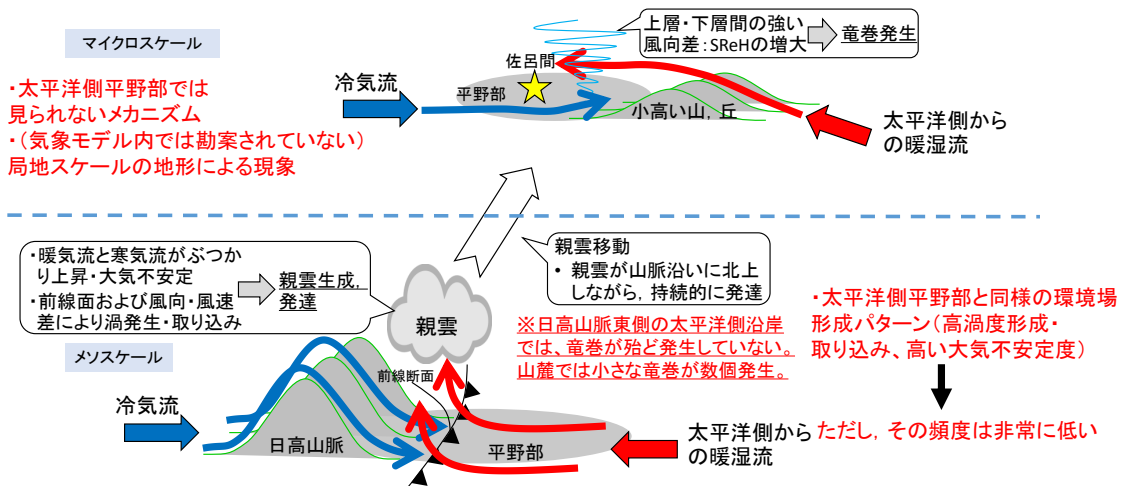 マイクロスケール
・太平洋側平野部では
見られないメカニズム
・（気象モデル内では勘案されていない）
局地スケールの地形による現象
冷気流
平野部
佐呂間
上層・下層間の強い
風向差：SReHの増大
竜巻発生
小高い山，丘
太平洋側から
の暖湿流
・暖気流と寒気流がぶつか
り上昇・大気不安定
・前線面および風向・風速
差により渦発生・取り込み
親雲生成，
発達
親雲
親雲移動
• 親雲が山脈沿いに北上
しながら，持続的に発達
※日高山脈東側の太平洋側沿岸
では、竜巻が殆ど発生していない。
山麓では小さな竜巻が数個発生。
・太平洋側平野部と同様の環境場
形成パターン（高渦度形成・
取り込み、高い大気不安定度）
ただし，その頻度は非常に低い
メソスケール
冷気流
日高山脈
前線断面
平野部
太平洋側から
の暖湿流